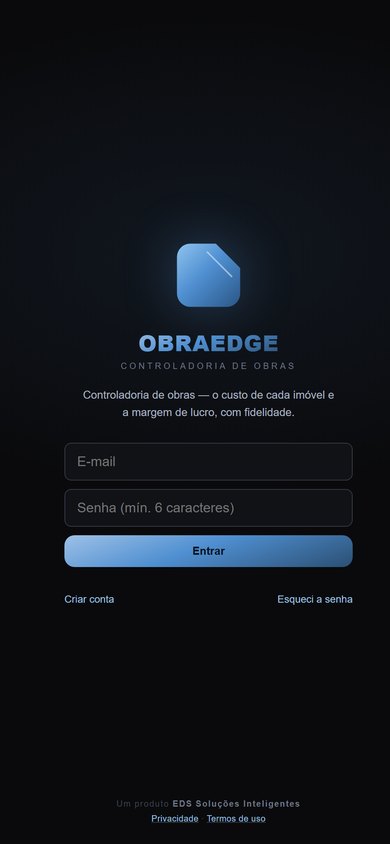 OBRAEDGE
CONTROLADORIA DE OBRAS
Controladoria de obras — o custo de cada imóvel e
a margem de lucro, com fidelidade.
E-mail
Senha (mín. 6 caracteres)
Entrar
Criar conta
Esqueci a senha
Um produto EDS Soluções Inteligentes
Privacidade · Termos de uso